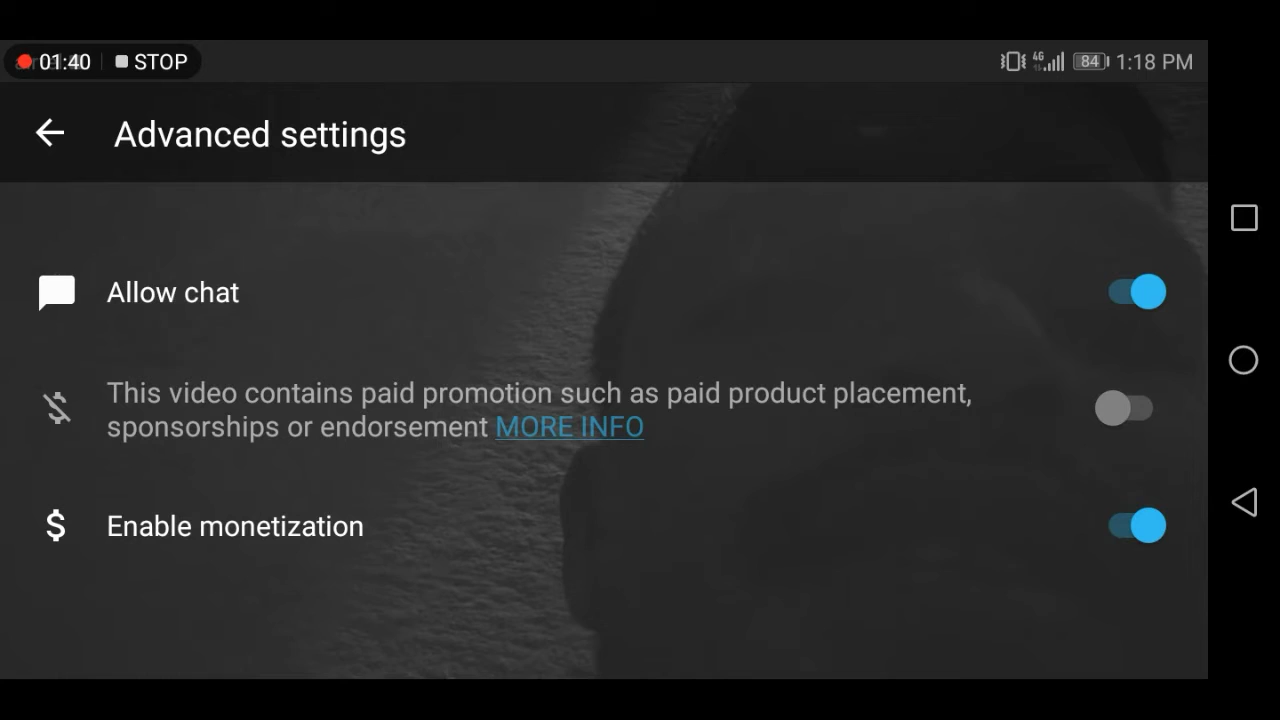 01:40 STOP 4G 84 1:18 PM
Advanced settings
Allow chat
This video contains paid promotion such as paid product placement,
sponsorships or endorsement MORE INFO
$ Enable monetization